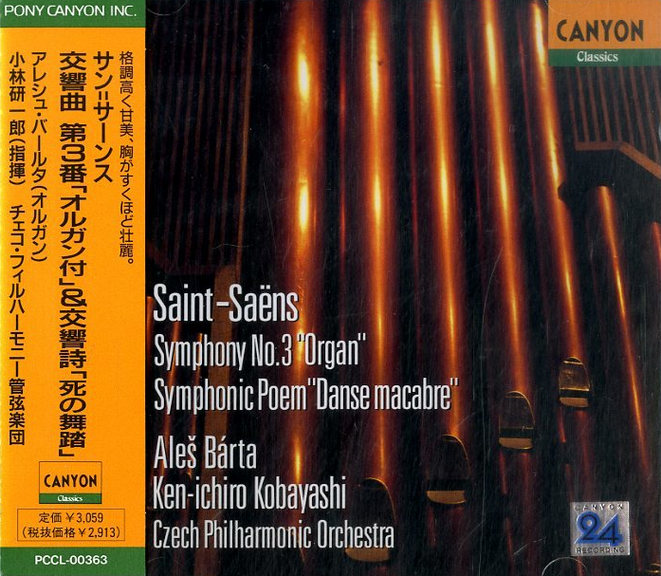 PONY CANYON INC.
格調高く甘美、胸がすくほど壮麗。
サン=サーンス
交響曲 第3番「オルガン付」&交響詩「死の舞踏」
アレシュ・バールタ(オルガン)
小林研一郎(指揮) チェコ・フィルハーモニー管弦楽団
CANYON
Classics
定価 ¥3,059
(税抜価格 ¥2,913)
PCCL-00363
CANYON
Classics
Saint-Saëns
Symphony No.3 "Organ"
Symphonic Poem "Danse macabre"
Aleš Bárta
Ken-ichiro Kobayashi
Czech Philharmonic Orchestra
CANYON
24
RECORDING